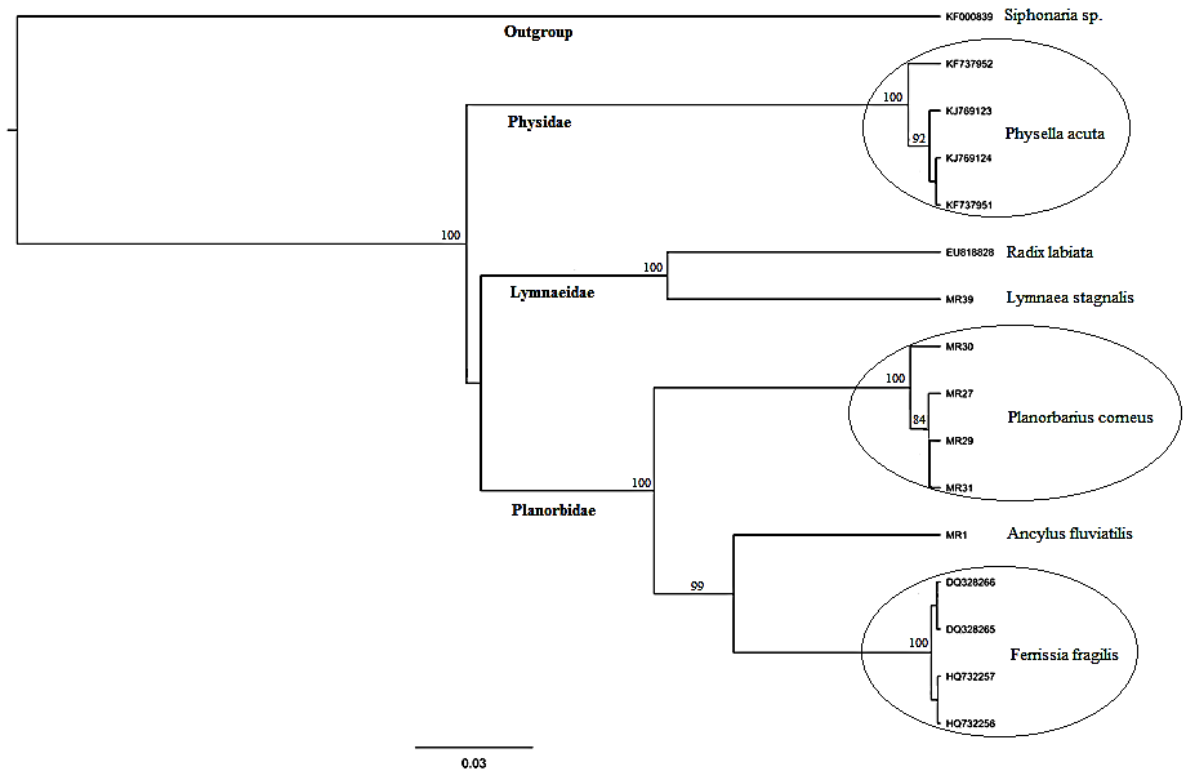 KF000839 Siphonaria sp.
Outgroup
KF737952
100
Physidae
KJ769123
Physella acuta
92
KJ769124
KF737951
100
EU818828 Radix labiata
100
Lymnaeidae
MR39 Lymnaea stagnalis
MR30
100
MR27
84
Planorbarius corneus
MR29
MR31
100
Planorbidae
MR1 Ancylus fluviatilis
99
DQ328266
DQ328265
100
Ferrissia fragilis
HQ732257
HQ732256
0.03